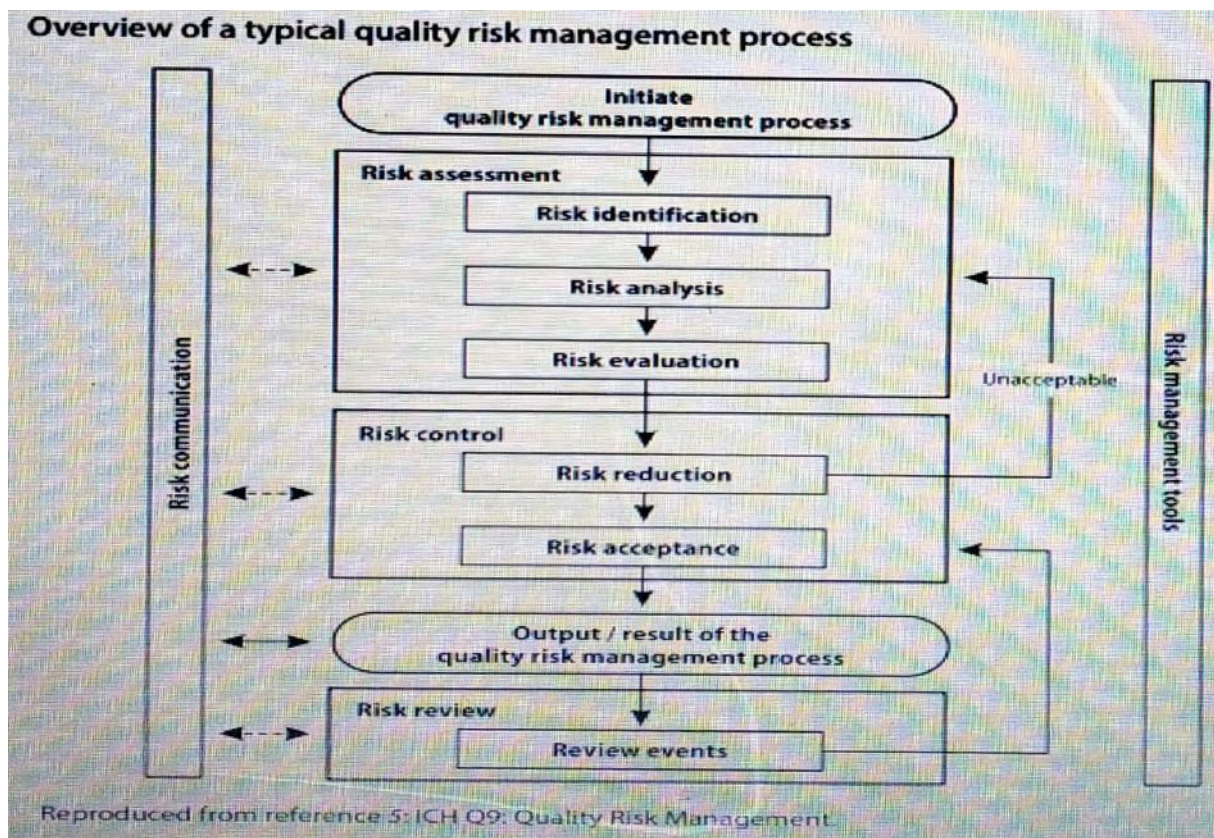 Overview of a typical quality risk management process
Initiate
quality risk management process
Risk assessment
Risk identification
Risk analysis
Risk evaluation
Unacceptable
Risk control
Risk reduction
Risk acceptance
Output / result of the
quality risk management process
Risk review
Review events
Risk communication
Risk management tools
Reproduced from reference 5: ICH Q9: Quality Risk Management.